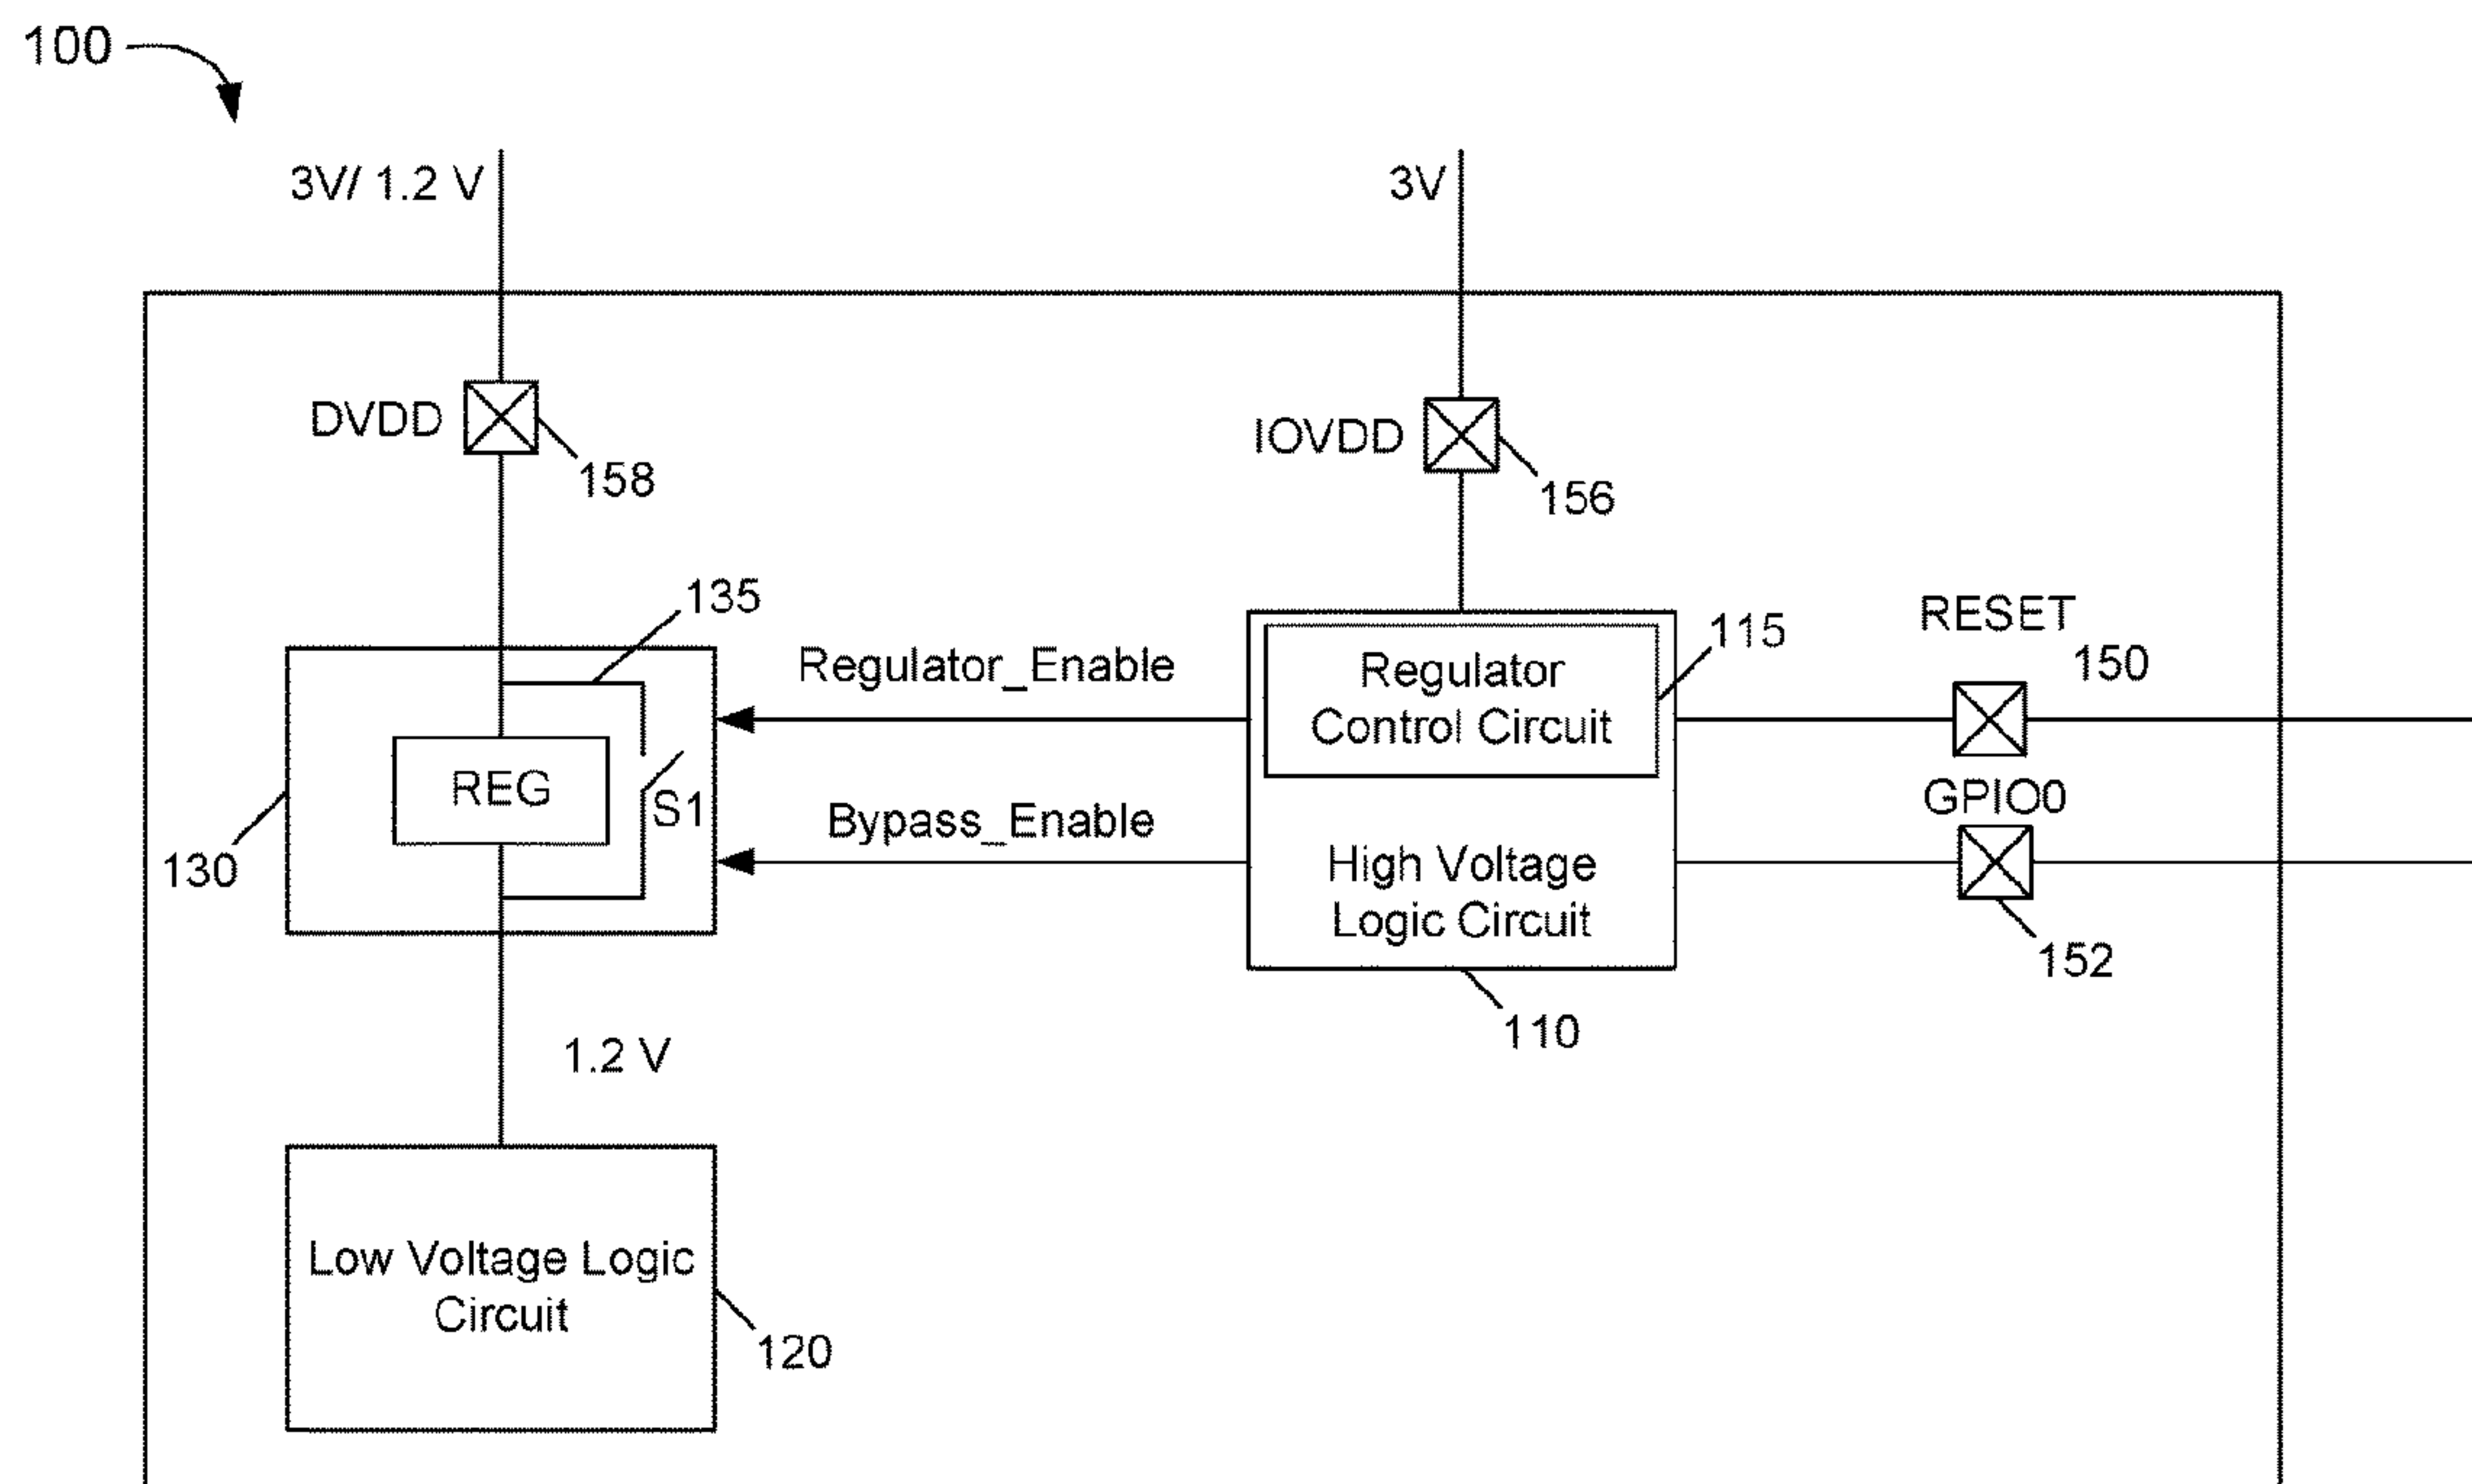 100
3V/ 1.2 V
3V
DVDD
158
IOVDD
156
135
Regulator_Enable
Regulator
Control Circuit
115
RESET
150
REG
S1
130
Bypass_Enable
High Voltage
Logic Circuit
GPIO0
152
110
1.2 V
Low Voltage Logic
Circuit
120